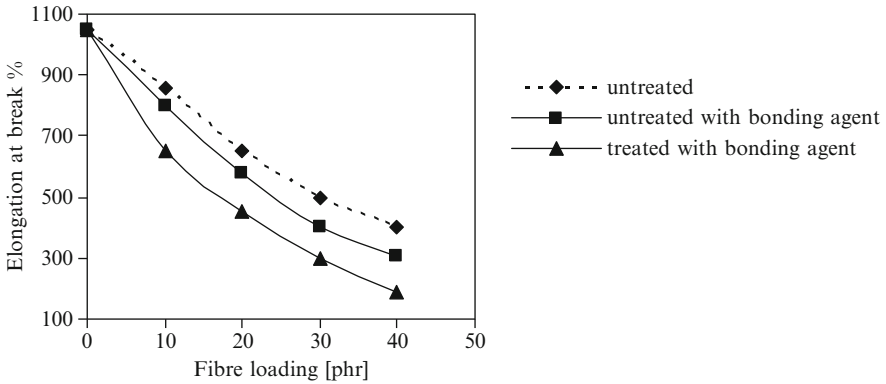 1100
900
700
500
300
100
Elongation at break %
0 10 20 30 40 50
Fibre loading [phr]
untreated
untreated with bonding agent
treated with bonding agent